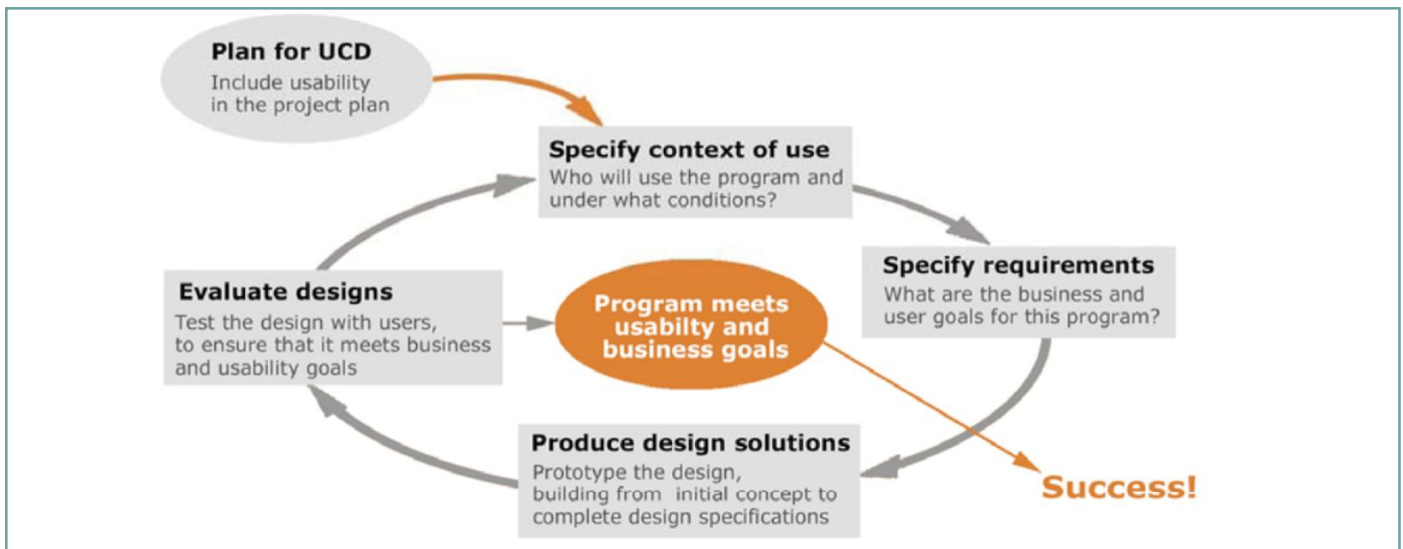 Plan for UCD
Include usability
in the project plan
Specify context of use
Who will use the program and
under what conditions?
Specify requirements
What are the business and
user goals for this program?
Evaluate designs
Test the design with users,
to ensure that it meets business
and usability goals
Program meets
usabilty and
business goals
Produce design solutions
Prototype the design,
building from initial concept to
complete design specifications
Success!